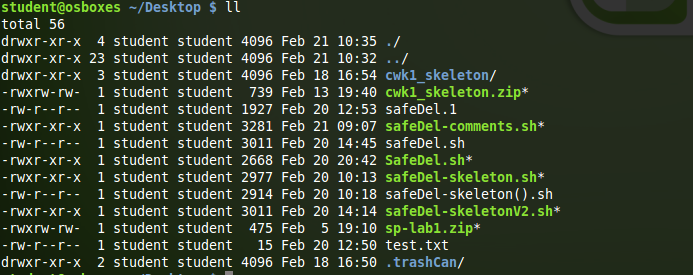 student@osboxes ~/Desktop $ ll
total 56
drwxr-xr-x  4 student student 4096 Feb 21 10:35 ./
drwxr-xr-x 23 student student 4096 Feb 21 10:32 ../
drwxr-xr-x  3 student student 4096 Feb 18 16:54 cwk1_skeleton/
-rwxrw-rw-  1 student student  739 Feb 13 19:40 cwk1_skeleton.zip*
-rw-r--r--  1 student student 1927 Feb 20 12:53 safeDel.1
-rwxr-xr-x  1 student student 3281 Feb 21 09:07 safeDel-comments.sh*
-rw-r--r--  1 student student 3011 Feb 20 14:45 safeDel.sh
-rwxr-xr-x  1 student student 2668 Feb 20 20:42 SafeDel.sh*
-rwxr-xr-x  1 student student 2977 Feb 20 10:13 safeDel-skeleton.sh*
-rw-r--r--  1 student student 2914 Feb 20 10:18 safeDel-skeleton().sh
-rwxr-xr-x  1 student student 3011 Feb 20 14:14 safeDel-skeletonV2.sh*
-rwxrw-rw-  1 student student  475 Feb  5 19:10 sp-lab1.zip*
-rw-r--r--  1 student student   15 Feb 20 12:50 test.txt
drwxr-xr-x  2 student student 4096 Feb 18 16:50 .trashCan/
student@osboxes ~/Desktop $